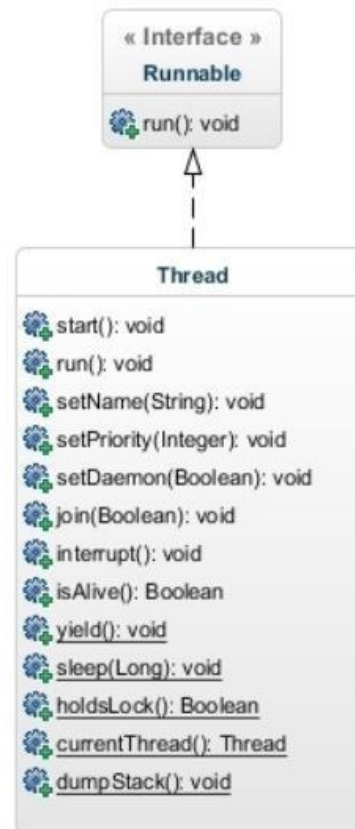 « Interface »
Runnable
run(): void
Thread
start(): void
run(): void
setName(String): void
setPriority(Integer): void
setDaemon(Boolean): void
join(Boolean): void
interrupt(): void
isAlive(): Boolean
yield(): void
sleep(Long): void
holdsLock(): Boolean
currentThread(): Thread
dumpStack(): void